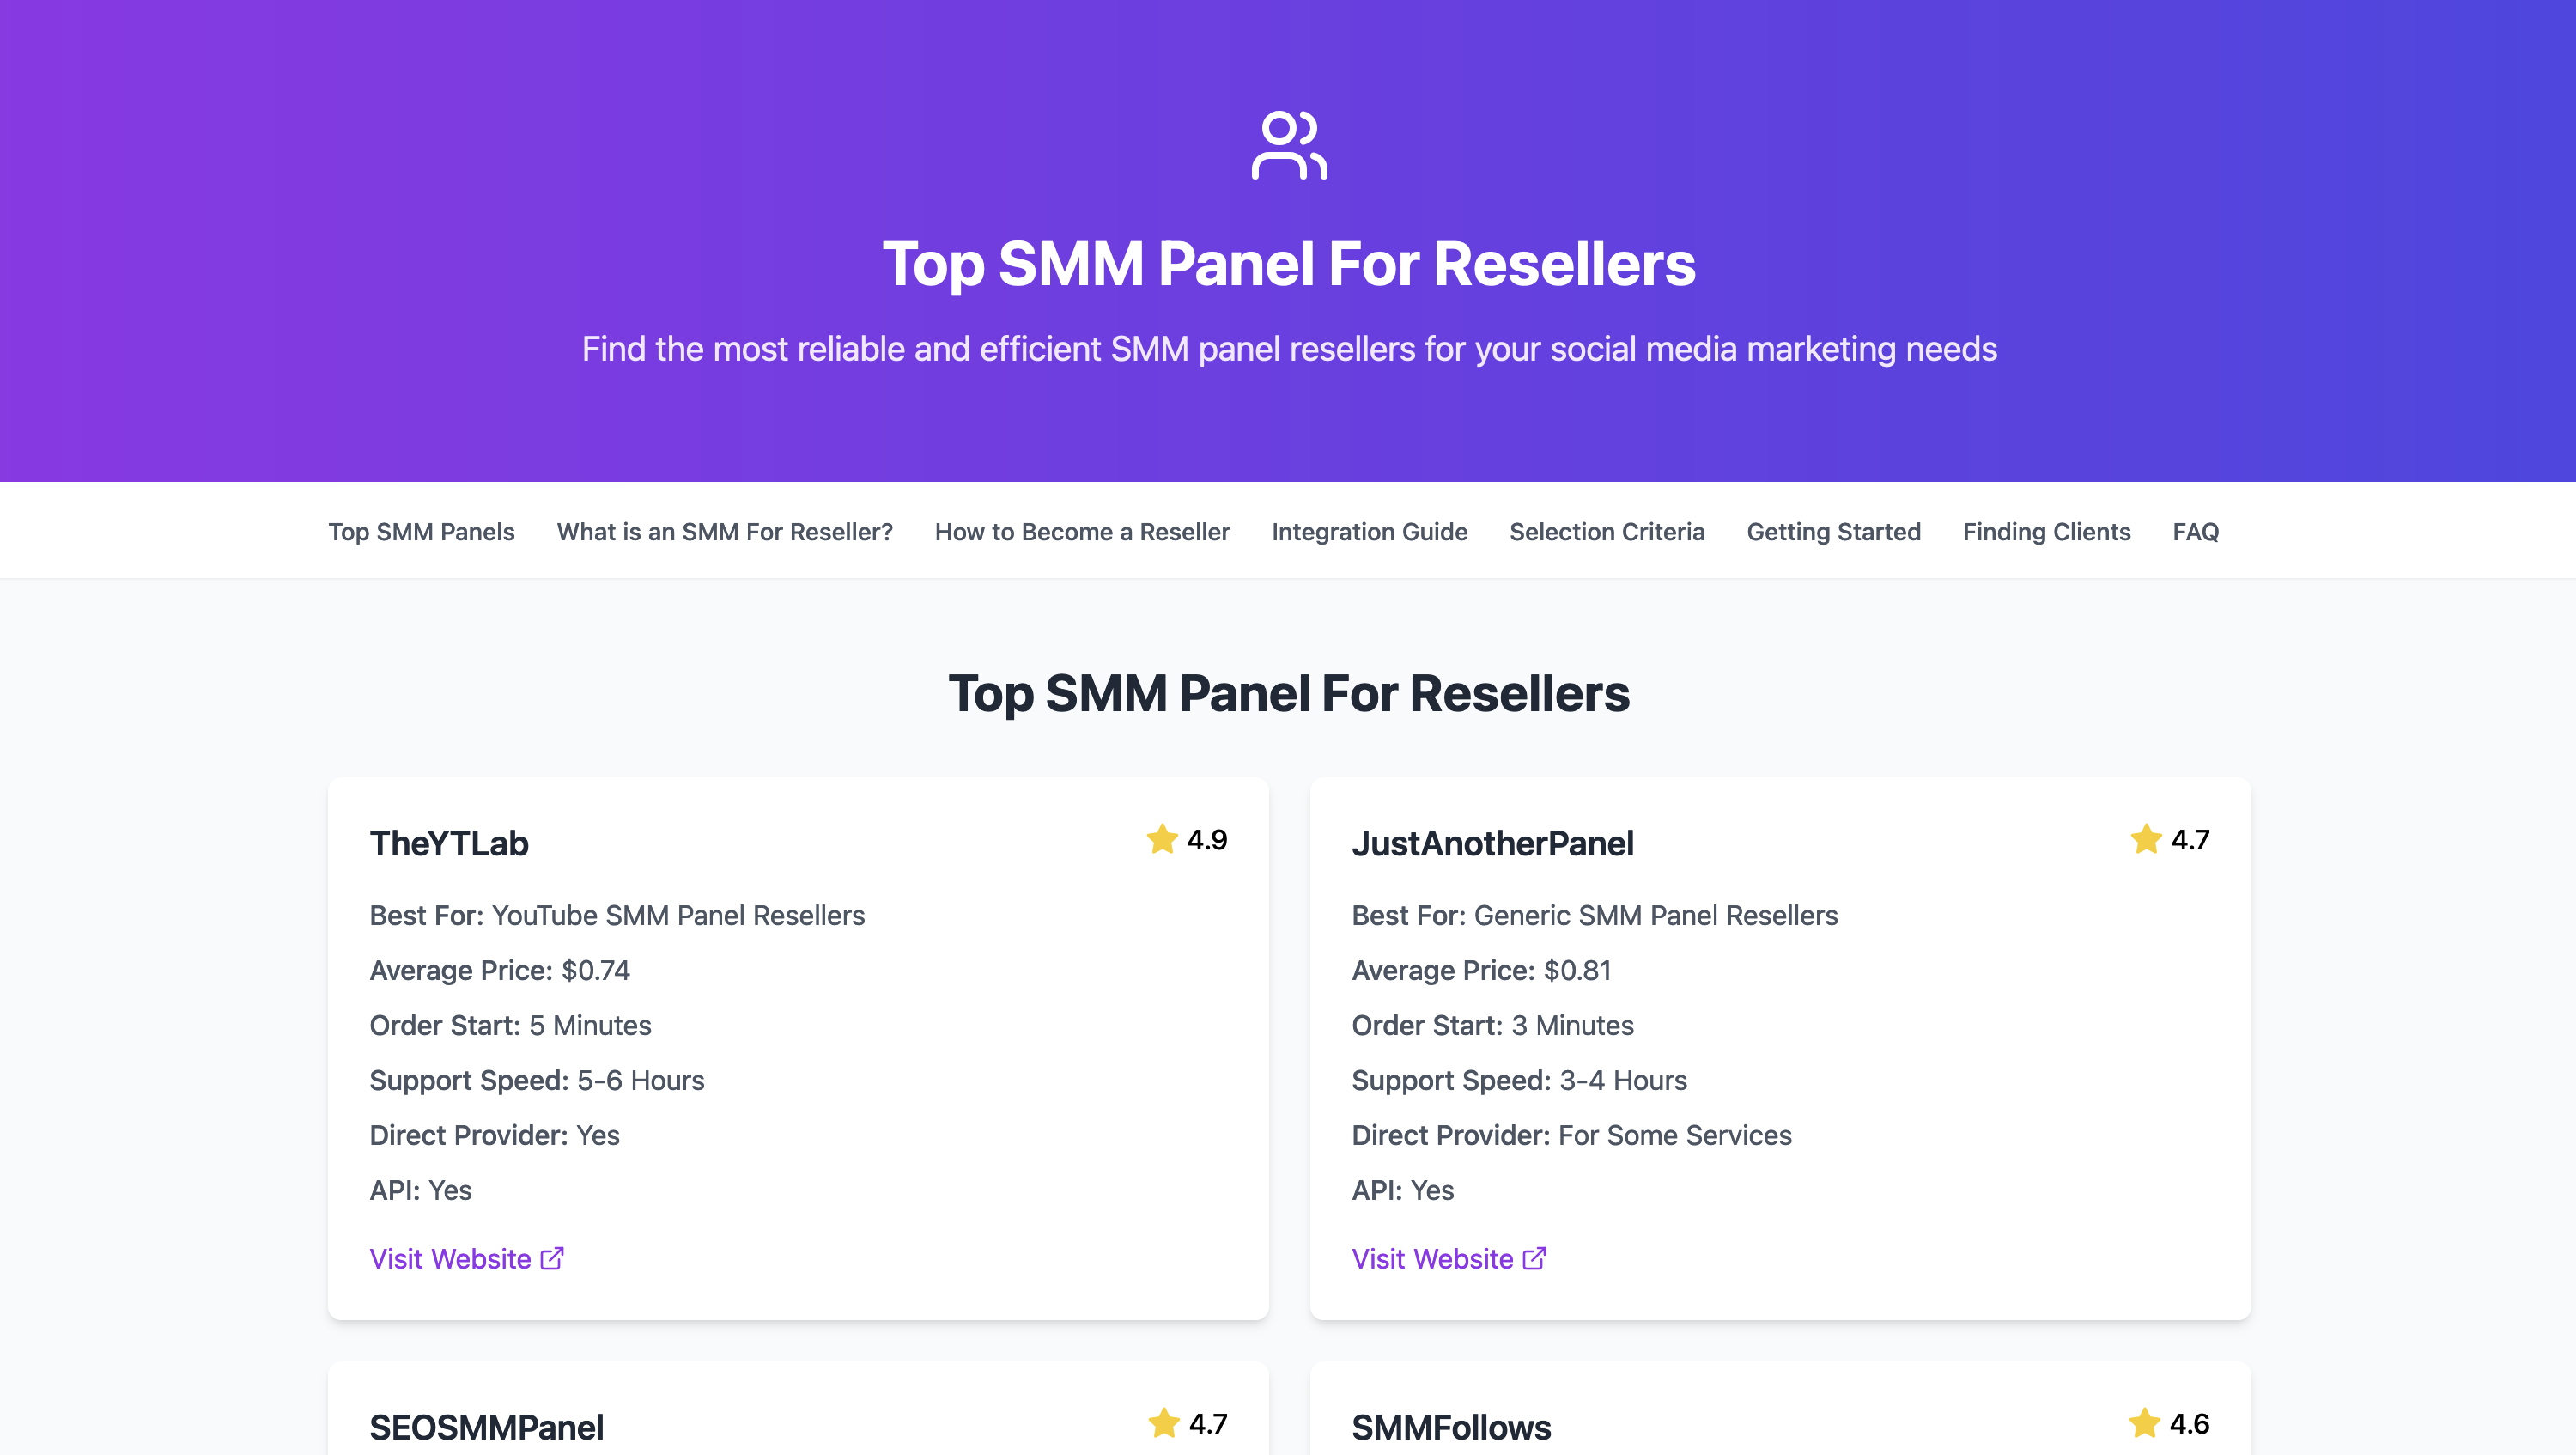 Top SMM Panel For Resellers
Find the most reliable and efficient SMM panel resellers for your social media marketing needs
Top SMM Panels What is an SMM For Reseller? How to Become a Reseller Integration Guide Selection Criteria Getting Started Finding Clients FAQ
Top SMM Panel For Resellers
TheYTLab 4.9
Best For: YouTube SMM Panel Resellers
Average Price: $0.74
Order Start: 5 Minutes
Support Speed: 5-6 Hours
Direct Provider: Yes
API: Yes
Visit Website
JustAnotherPanel 4.7
Best For: Generic SMM Panel Resellers
Average Price: $0.81
Order Start: 3 Minutes
Support Speed: 3-4 Hours
Direct Provider: For Some Services
API: Yes
Visit Website
SEOSMMPanel 4.7
SMMFollows 4.6